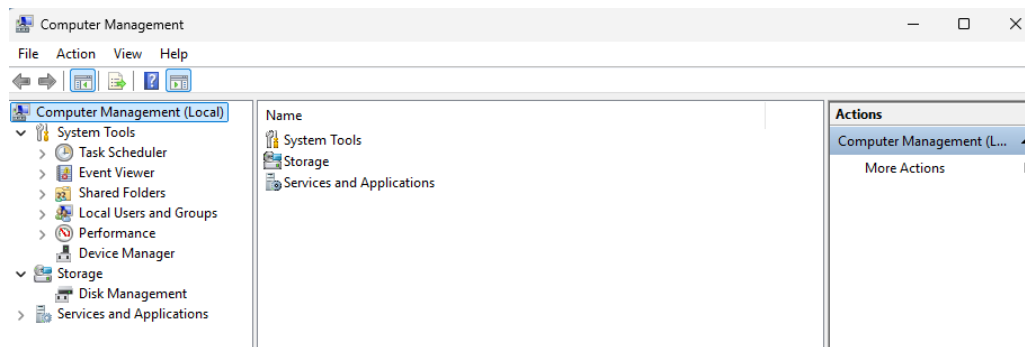 Computer Management
File Action View Help
Computer Management (Local)
System Tools
Task Scheduler
Event Viewer
Shared Folders
Local Users and Groups
Performance
Device Manager
Storage
Disk Management
Services and Applications
Name
System Tools
Storage
Services and Applications
Actions
Computer Management (L...
More Actions